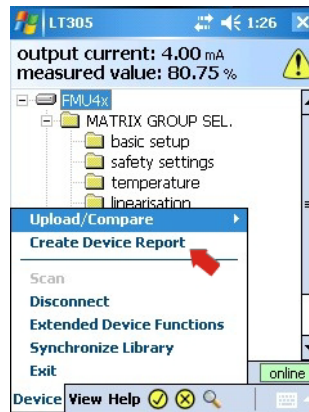 LT305 1:26
output current: 4.00 mA
measured value: 80.75 %
FMU4x
MATRIX GROUP SEL.
basic setup
safety settings
temperature
linearisation
Upload/Compare
Create Device Report
Scan
Disconnect
Extended Device Functions
Synchronize Library
Exit
online
Device View Help